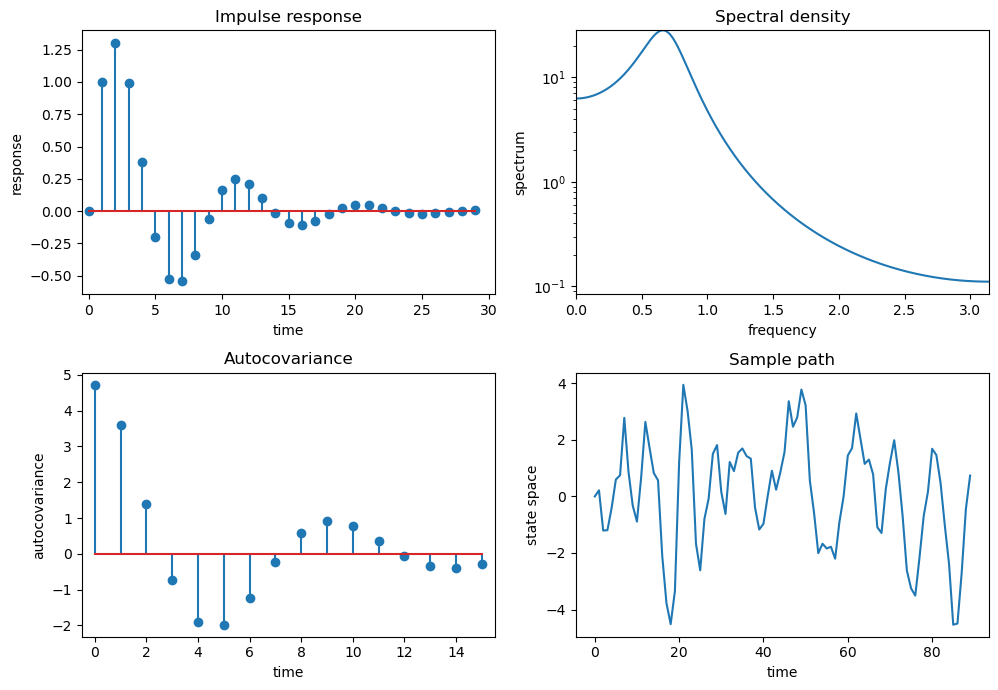 Impulse response
response
1.25
1.00
0.75
0.50
0.25
0.00
−0.25
−0.50
0 5 10 15 20 25 30
time
Spectral density
spectrum
10¹
10⁰
10⁻¹
0.0 0.5 1.0 1.5 2.0 2.5 3.0
frequency
Autocovariance
autocovariance
5
4
3
2
1
0
−1
−2
0 2 4 6 8 10 12 14
time
Sample path
state space
4
2
0
−2
−4
0 20 40 60 80
time